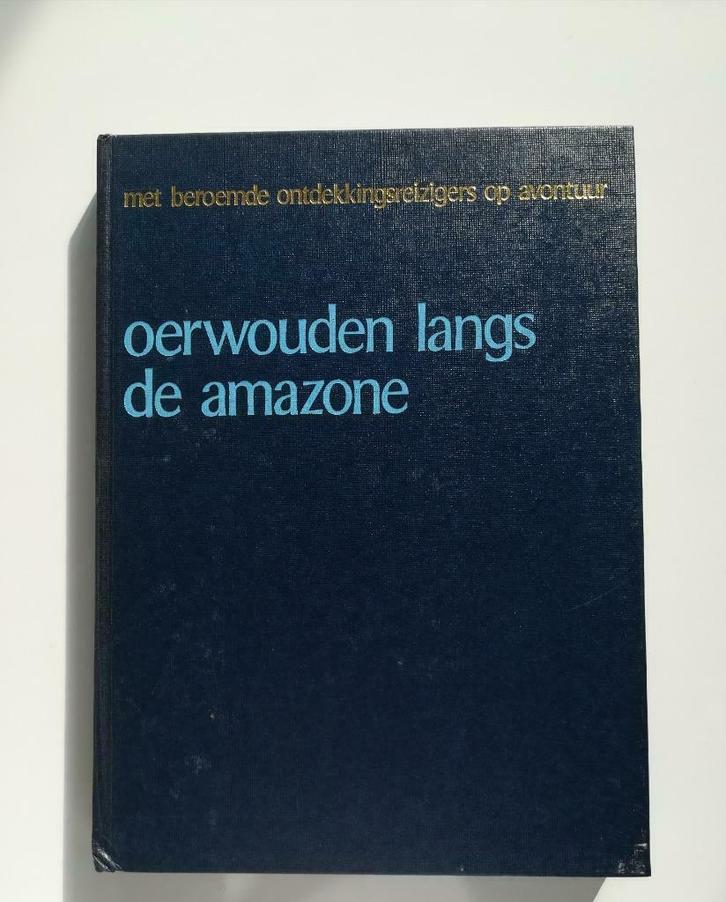 met beroemde ontdekkingsreizigers op avontuur
oerwouden langs
de amazone